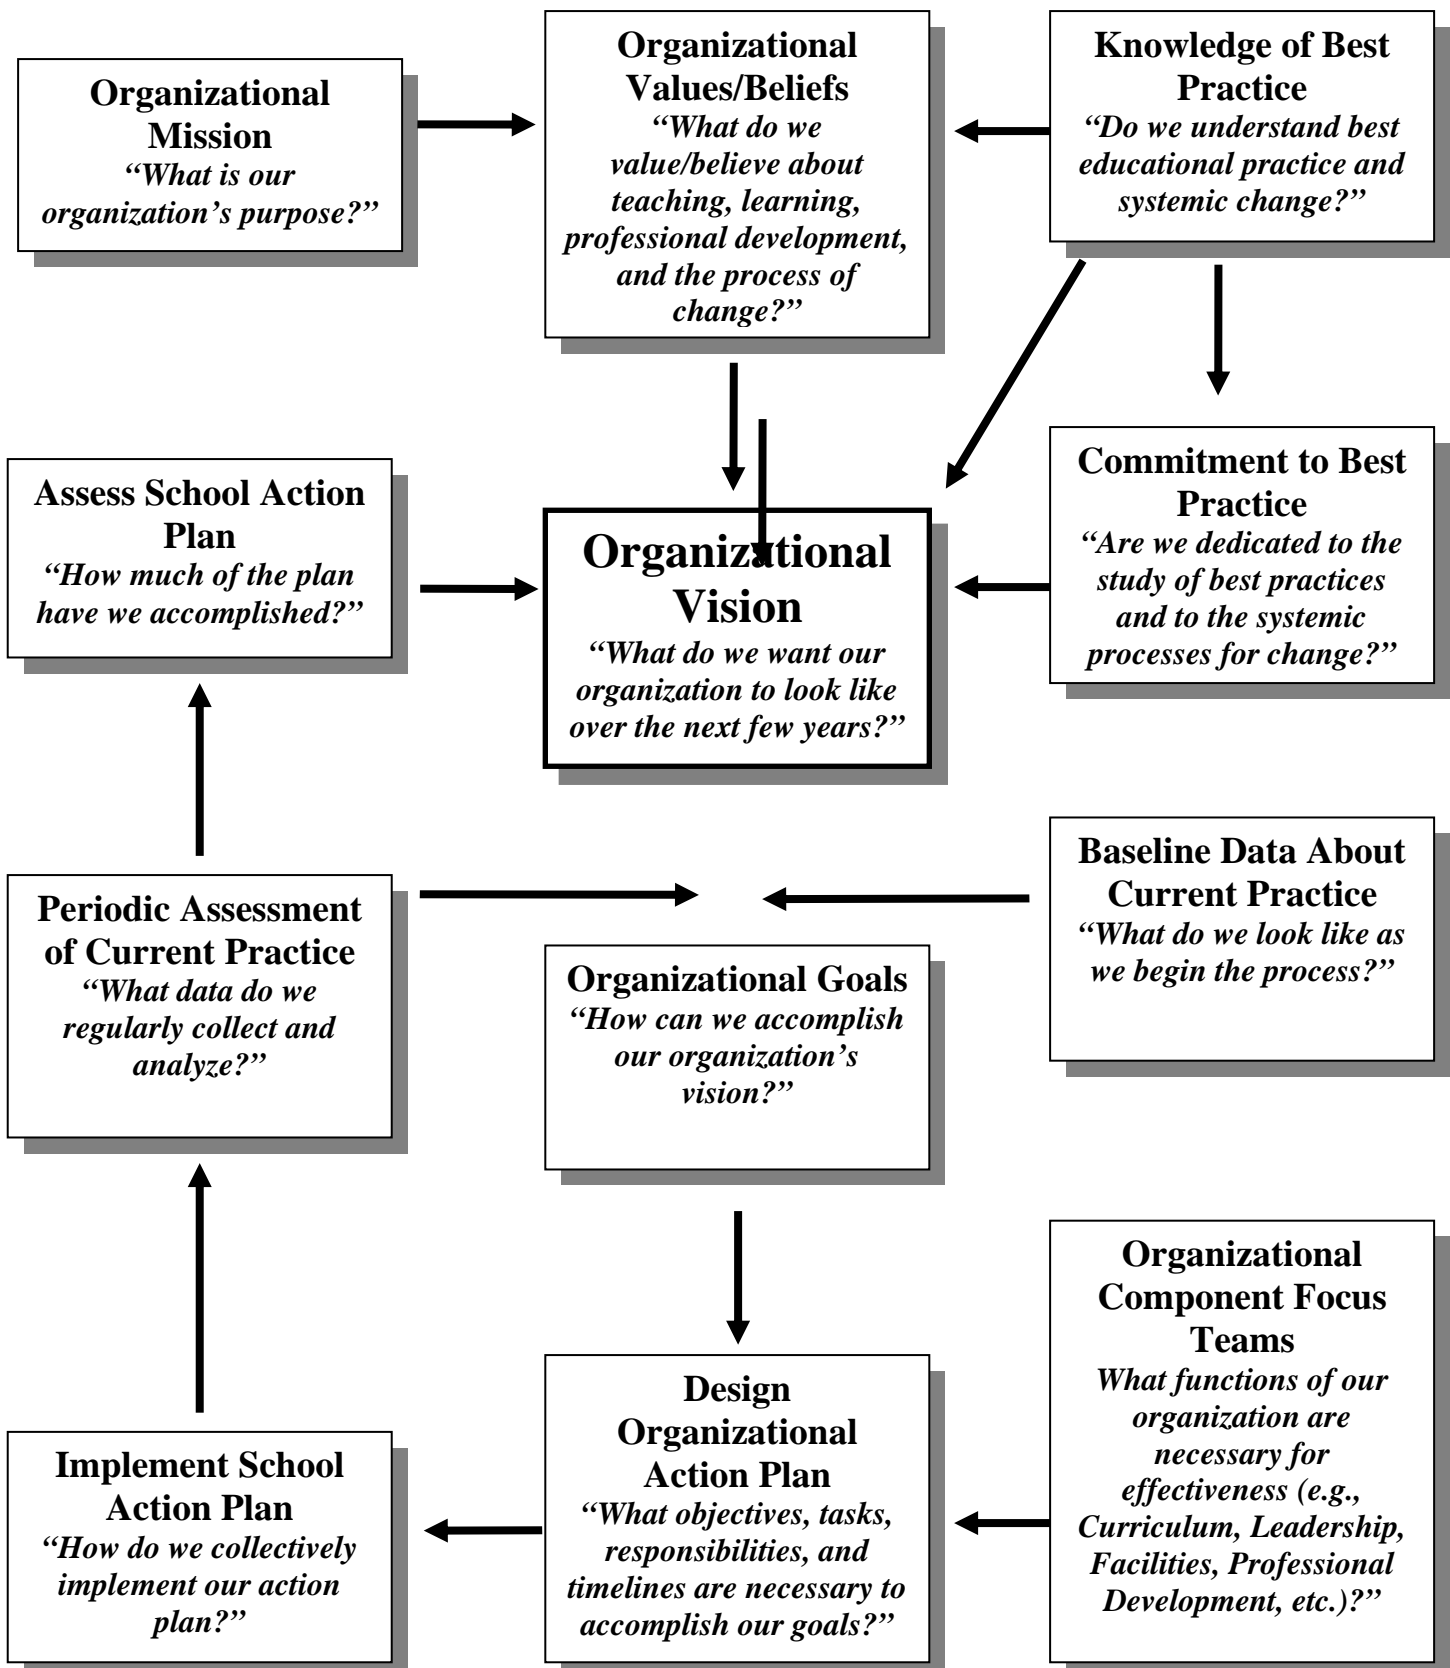 Organizational
Mission
“What is our
organization’s purpose?”
Organizational
Values/Beliefs
“What do we
value/believe about
teaching, learning,
professional development,
and the process of
change?”
Knowledge of Best
Practice
“Do we understand best
educational practice and
systemic change?”
Assess School Action
Plan
“How much of the plan
have we accomplished?”
Organizational
Vision
“What do we want our
organization to look like
over the next few years?”
Commitment to Best
Practice
“Are we dedicated to the
study of best practices
and to the systemic
processes for change?”
Periodic Assessment
of Current Practice
“What data do we
regularly collect and
analyze?”
Organizational Goals
“How can we accomplish
our organization’s
vision?”
Baseline Data About
Current Practice
“What do we look like as
we begin the process?”
Implement School
Action Plan
“How do we collectively
implement our action
plan?”
Design
Organizational
Action Plan
“What objectives, tasks,
responsibilities, and
timelines are necessary to
accomplish our goals?”
Organizational
Component Focus
Teams
What functions of our
organization are
necessary for
effectiveness (e.g.,
Curriculum, Leadership,
Facilities, Professional
Development, etc.)?”